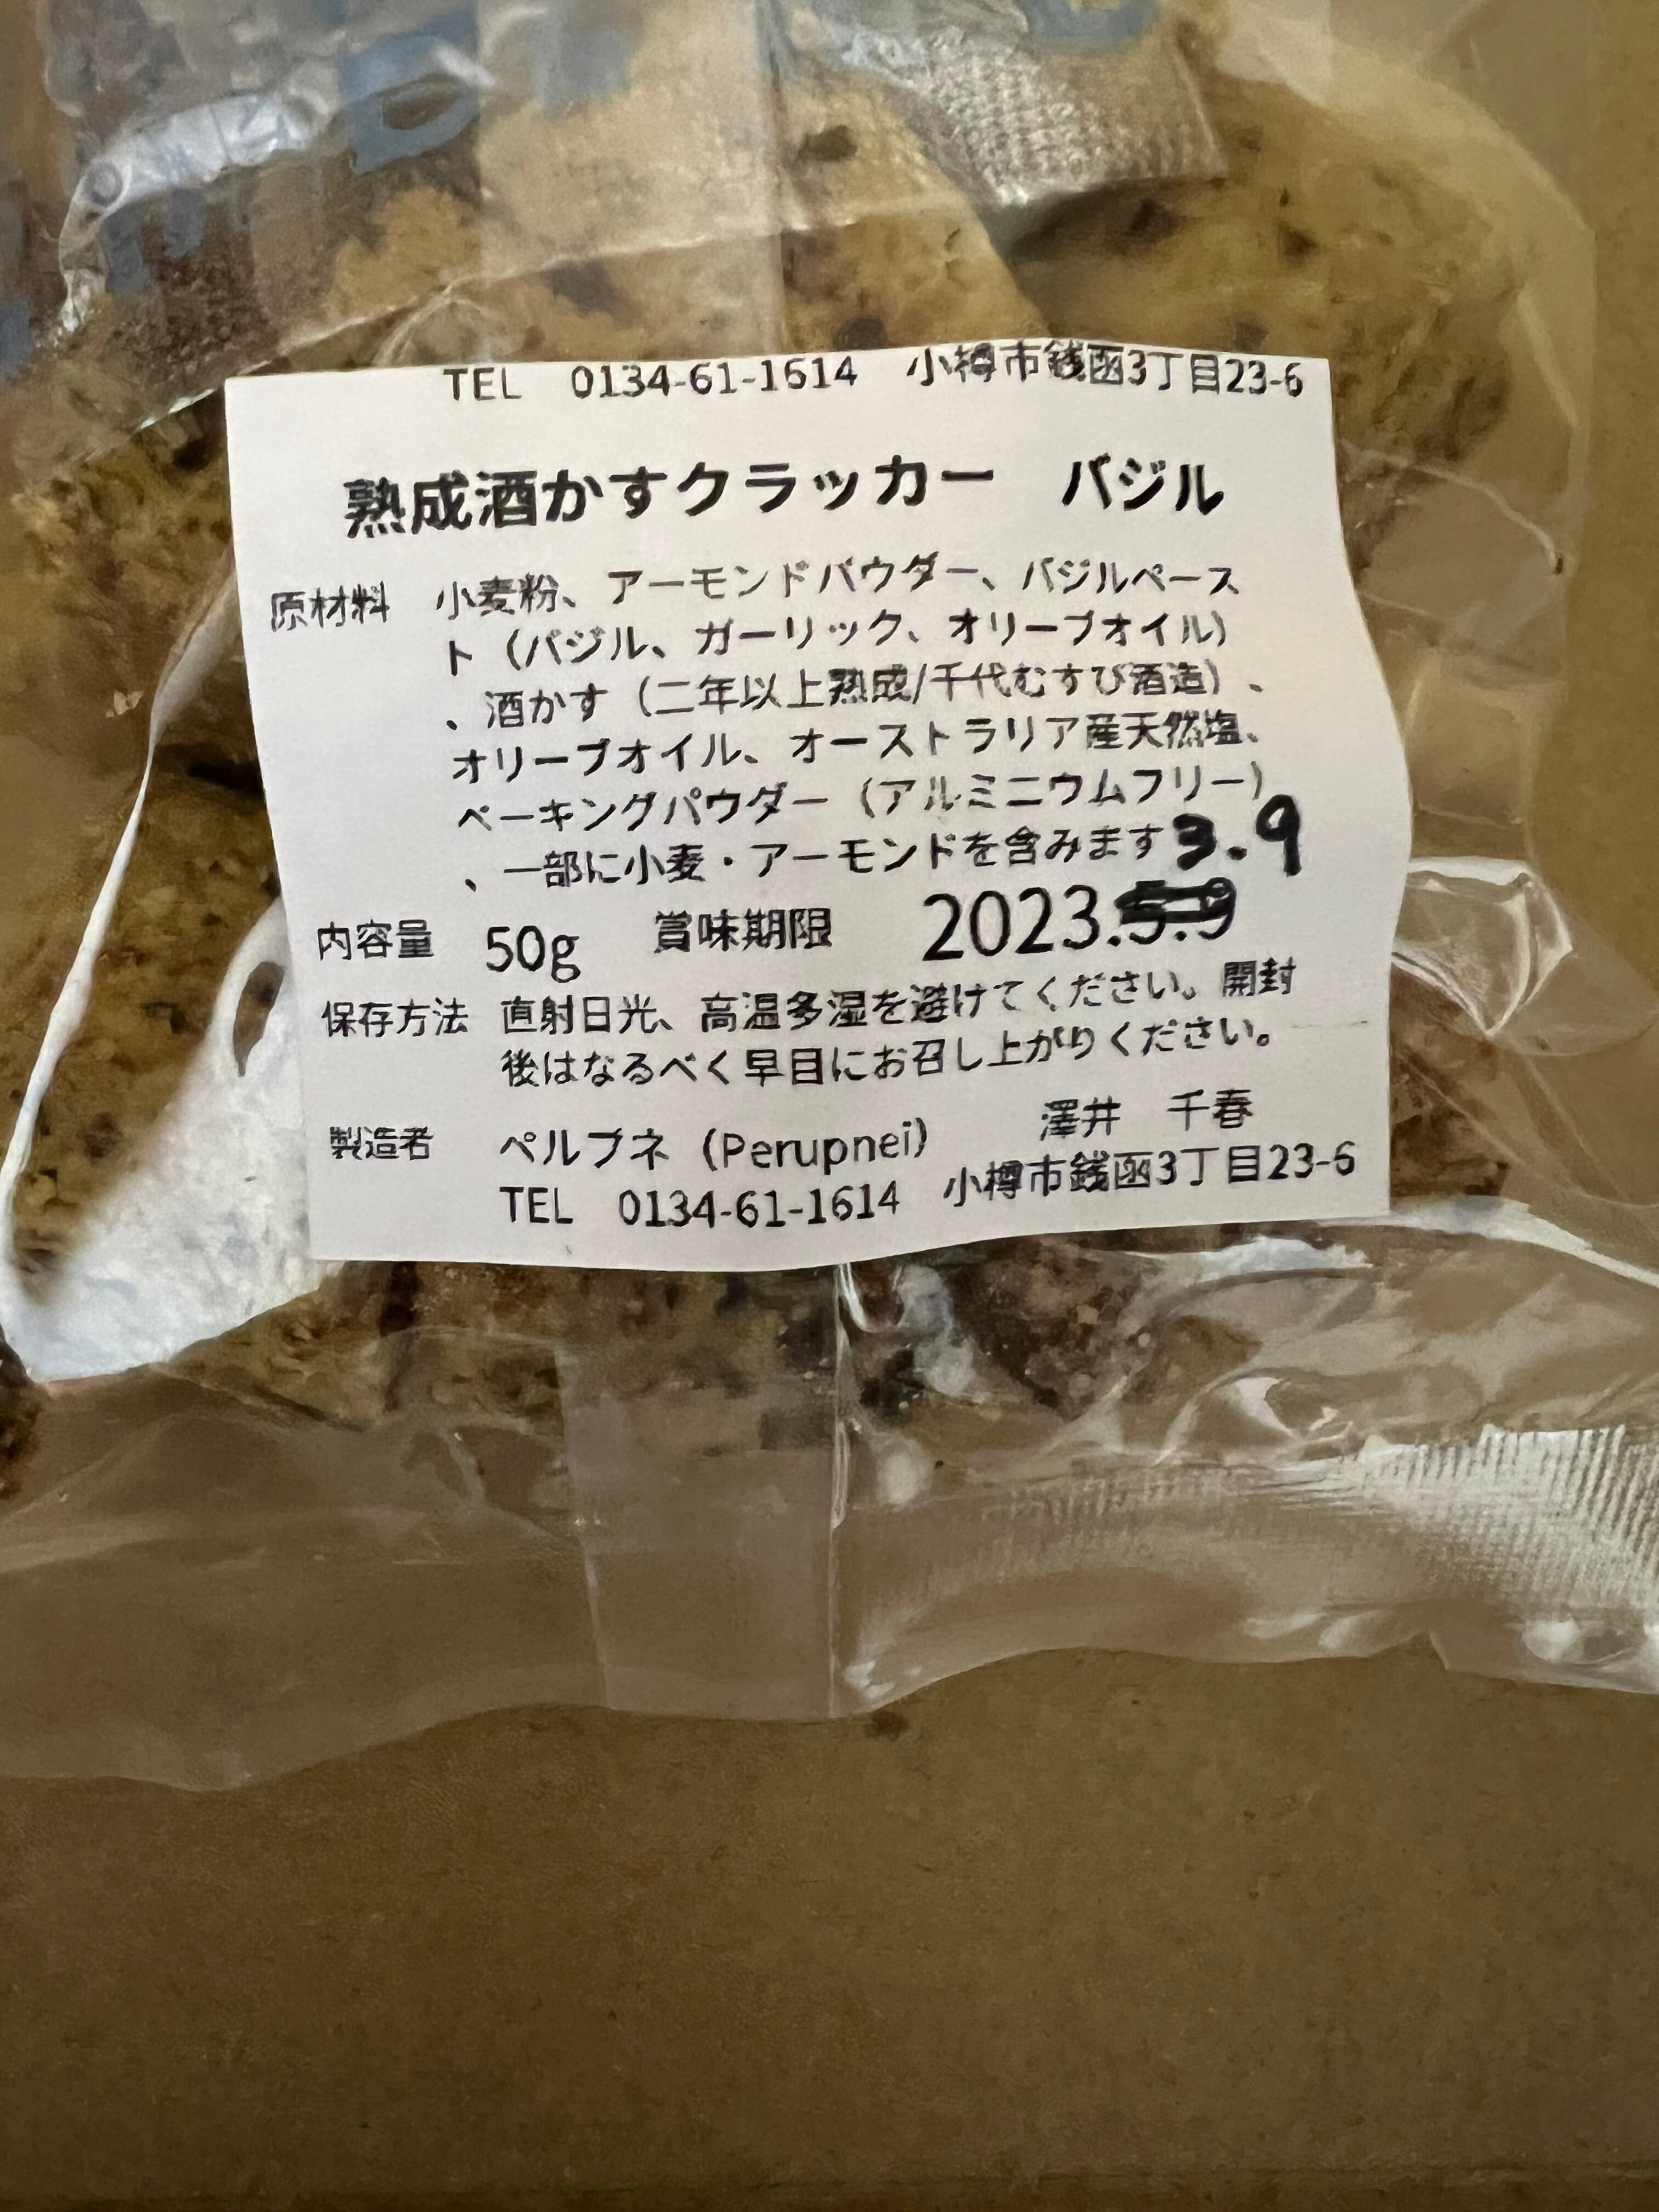 TEL 0134-61-1614 小樽市銭函3丁目23-6
熟成酒かすクラッカー バジル
原材料 小麦粉、アーモンドパウダー、バジルペース
ト（バジル、ガーリック、オリーブオイル）
、酒かす（二年以上熟成/千代むすび酒造）、
オリーブオイル、オーストラリア産天然塩、
ベーキングパウダー（アルミニウムフリー）
、一部に小麦・アーモンドを含みます 3.9
内容量 50g 賞味期限 2023.5.9
保存方法 直射日光、高温多湿を避けてください。開封
後はなるべく早目にお召し上がりください。
製造者 ペルプネ（Perupnei） 澤井 千春
TEL 0134-61-1614 小樽市銭函3丁目23-6